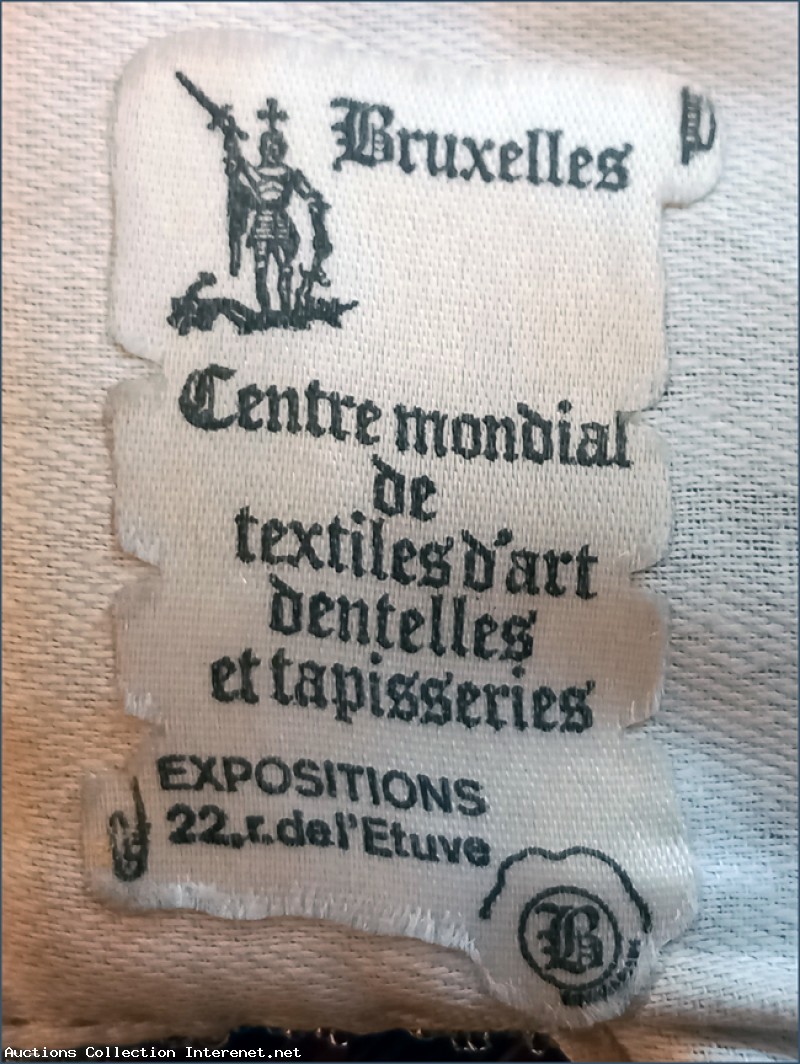 Bruxelles
Centre mondial
de
textiles d'art
dentelles
et tapisseries
EXPOSITIONS
22,r.de l'Etuve
B
Auctions Collection Interenet.net